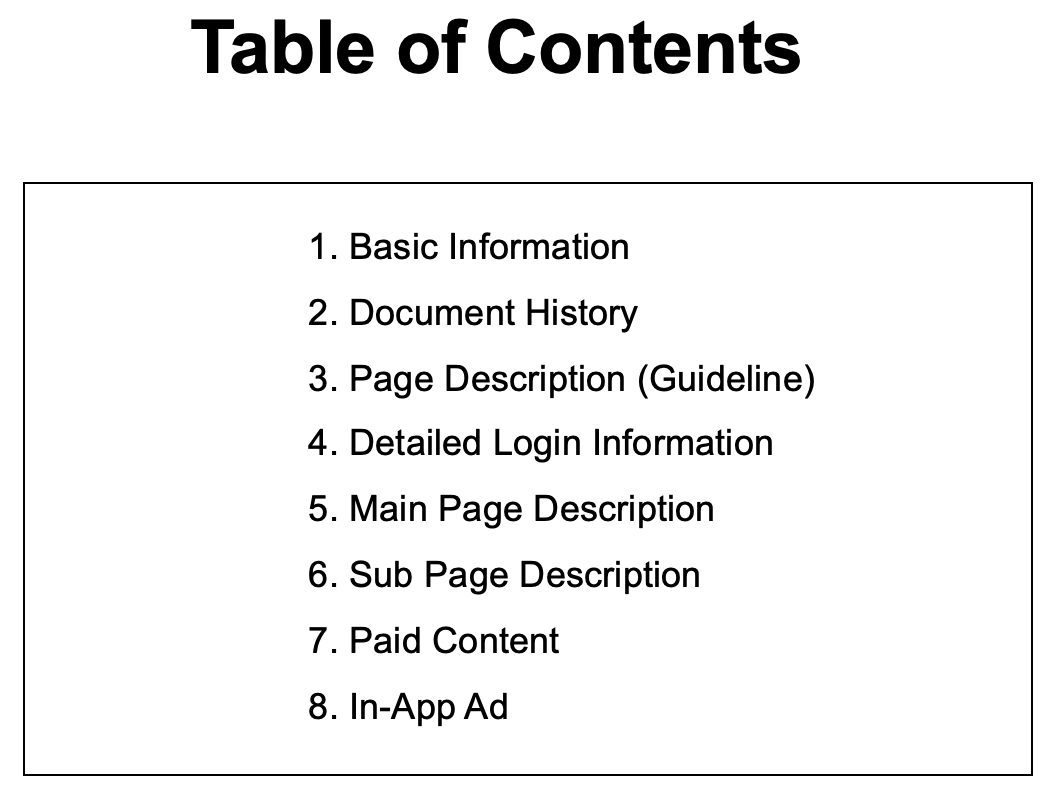 Table of Contents
1. Basic Information
2. Document History
3. Page Description (Guideline)
4. Detailed Login Information
5. Main Page Description
6. Sub Page Description
7. Paid Content
8. In-App Ad